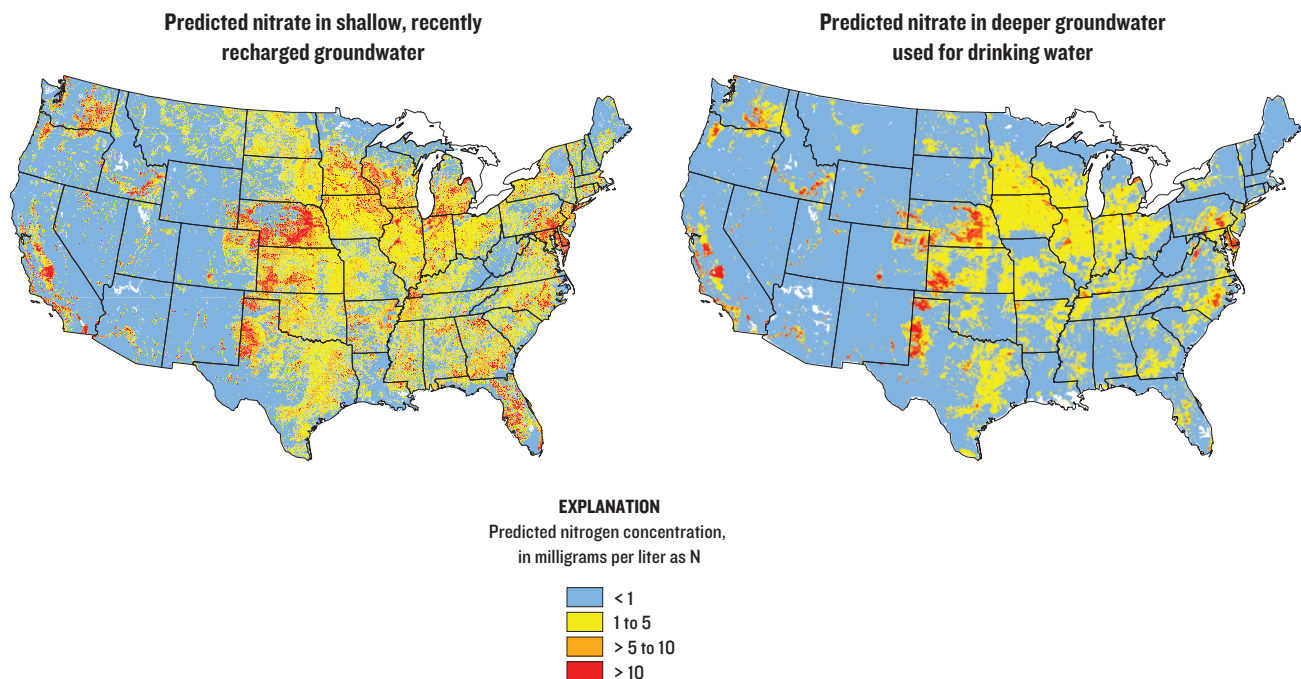 Predicted nitrate in shallow, recently
recharged groundwater
Predicted nitrate in deeper groundwater
used for drinking water
EXPLANATION
Predicted nitrogen concentration,
in milligrams per liter as N
< 1
1 to 5
> 5 to 10
> 10